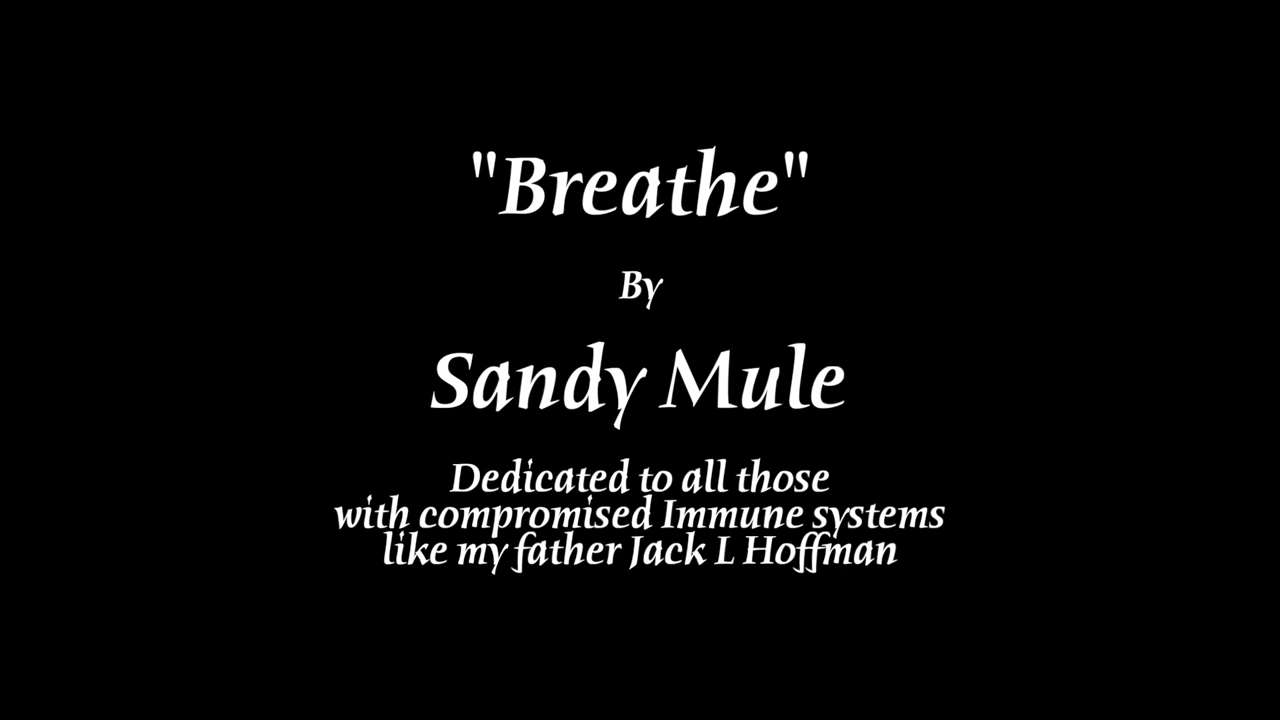 "Breathe"
By
Sandy Mule
Dedicated to all those
with compromised Immune systems
like my father Jack L Hoffman